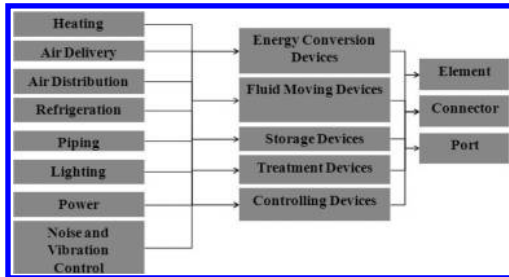 Heating
Air Delivery
Air Distribution
Refrigeration
Piping
Lighting
Power
Noise and
Vibration
Control
Energy Conversion
Devices
Fluid Moving Devices
Storage Devices
Treatment Devices
Controlling Devices
Element
Connector
Port